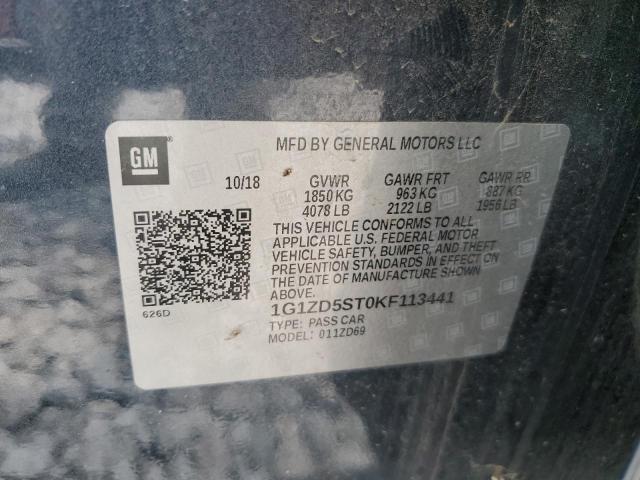 GM
MFD BY GENERAL MOTORS LLC
10/18 GVWR GAWR FRT GAWR RR
1850 KG 963 KG 887 KG
4078 LB 2122 LB 1956 LB
THIS VEHICLE CONFORMS TO ALL
APPLICABLE U.S. FEDERAL MOTOR
VEHICLE SAFETY, BUMPER, AND THEFT
PREVENTION STANDARDS IN EFFECT ON
THE DATE OF MANUFACTURE SHOWN
ABOVE.
626D
1G1ZD5ST0KF113441
TYPE: PASS CAR
MODEL: 011ZD69